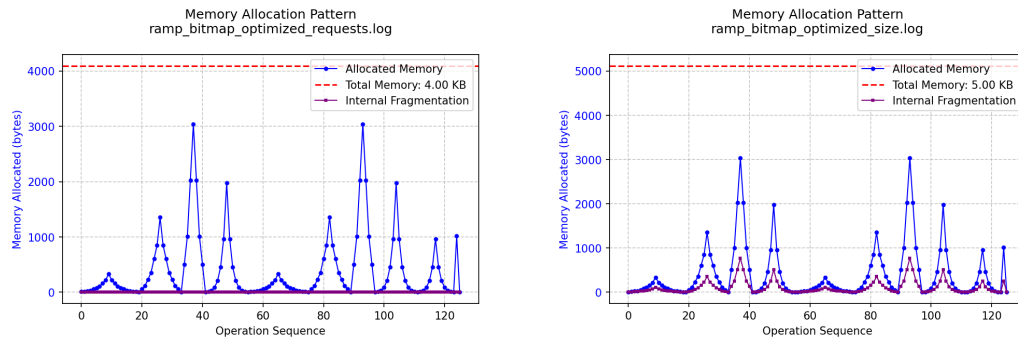 Memory Allocation Pattern
ramp_bitmap_optimized_requests.log
Memory Allocated (bytes)
4000
3000
2000
1000
0
Allocated Memory
Total Memory: 4.00 KB
Internal Fragmentation
0 20 40 60 80 100 120
Operation Sequence
Memory Allocation Pattern
ramp_bitmap_optimized_size.log
Memory Allocated (bytes)
5000
4000
3000
2000
1000
0
Allocated Memory
Total Memory: 5.00 KB
Internal Fragmentation
0 20 40 60 80 100 120
Operation Sequence